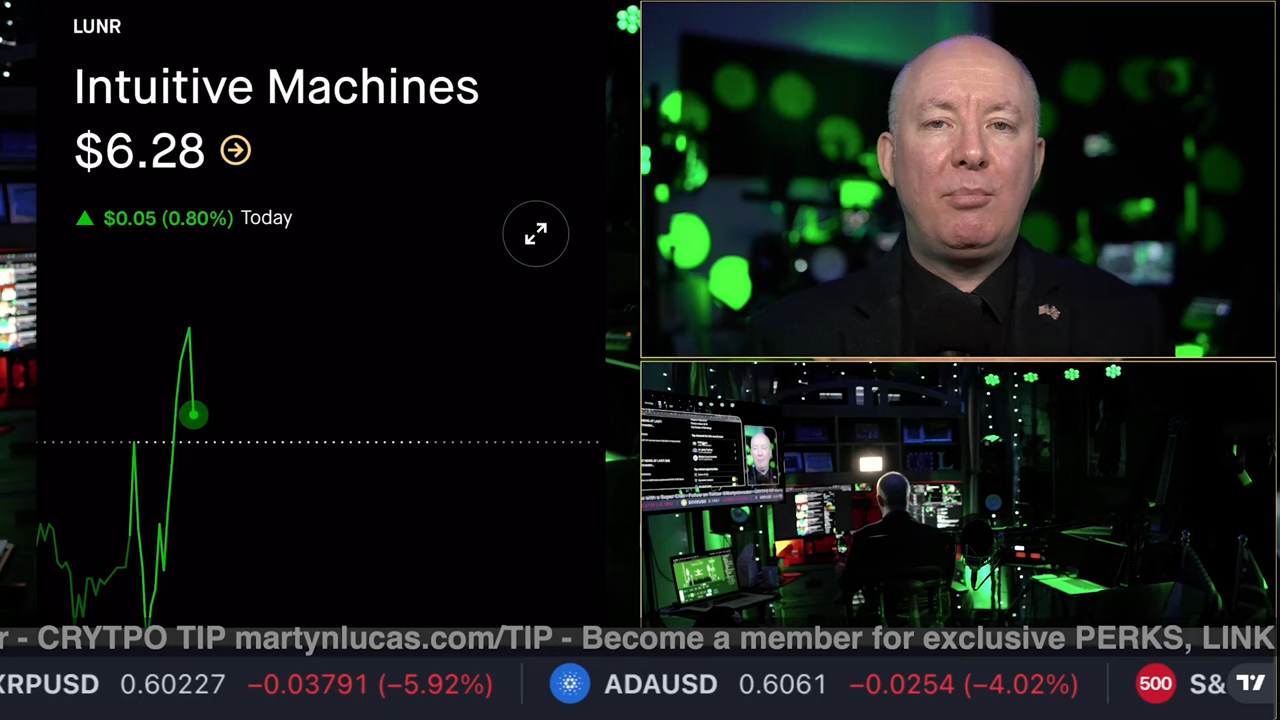 LUNR
Intuitive Machines
$6.28
$0.05 (0.80%) Today
r - CRYTPO TIP martynlucas.com/TIP - Become a member for exclusive PERKS, LINK
XRPUSD 0.60227 −0.03791 (−5.92%) ADAUSD 0.6061 −0.0254 (−4.02%) 500 S&